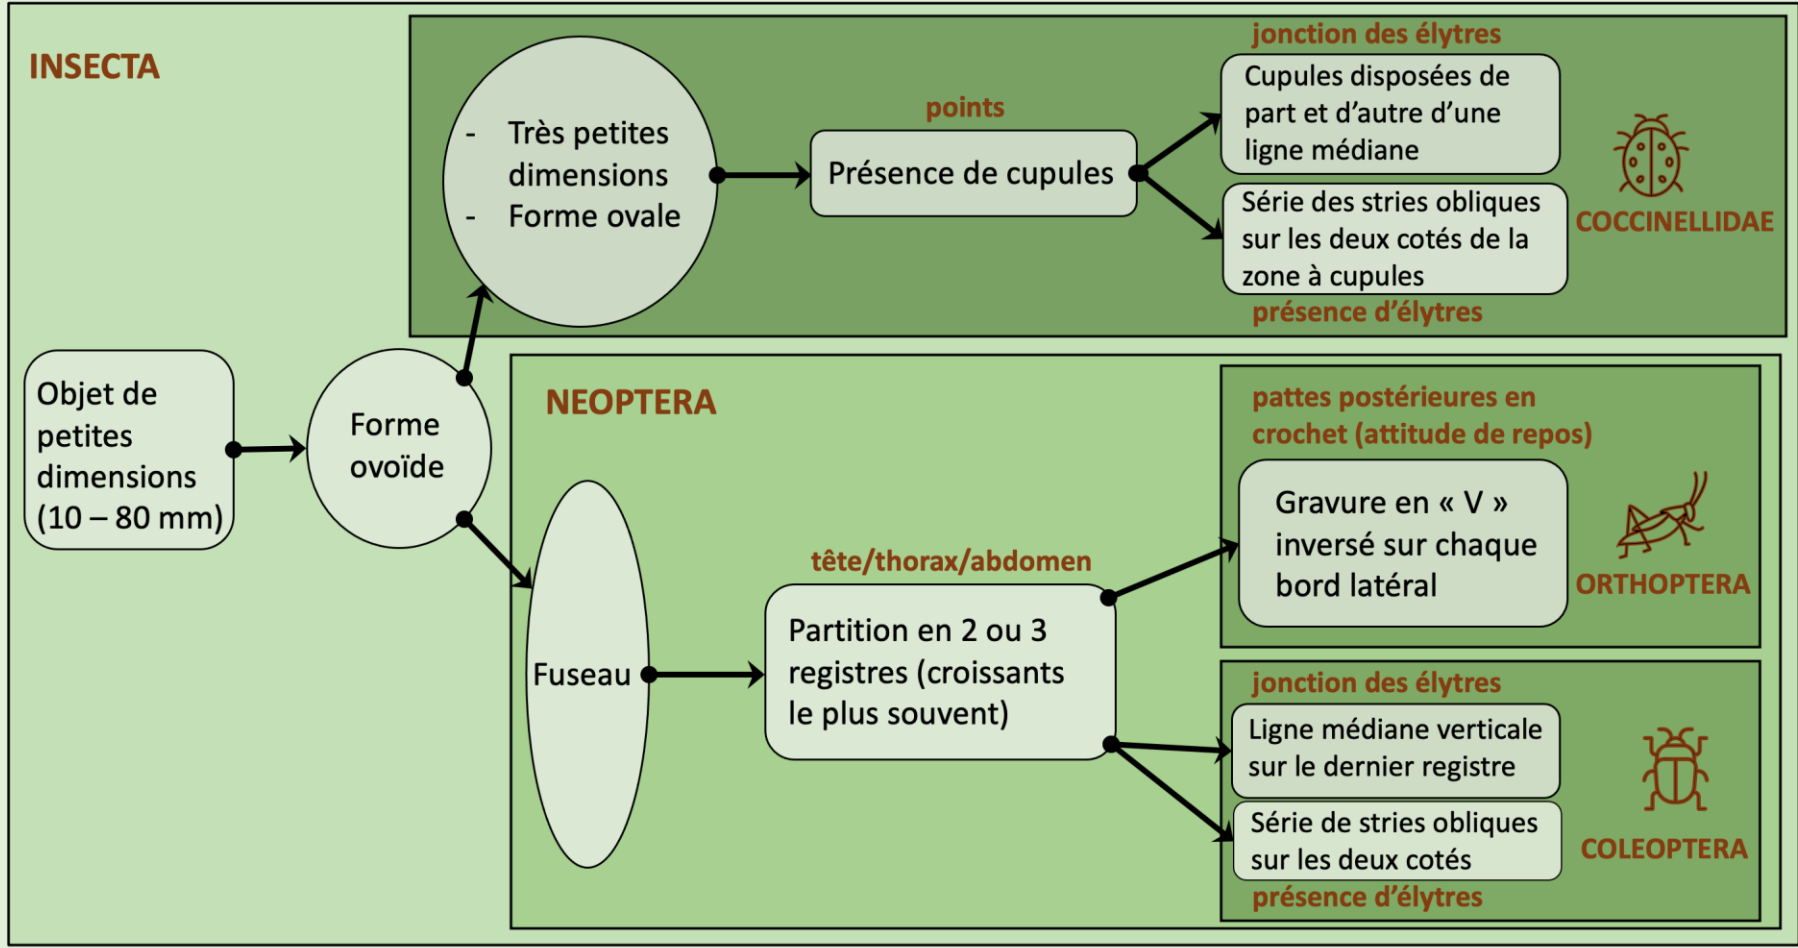 INSECTA
Objet de
petites
dimensions
(10 – 80 mm)
Forme
ovoïde
- Très petites
dimensions
- Forme ovale
points
Présence de cupules
jonction des élytres
Cupules disposées de
part et d’autre d’une
ligne médiane
Série des stries obliques
sur les deux cotés de la
zone à cupules
présence d’élytres
COCCINELLIDAE
NEOPTERA
Fuseau
tête/thorax/abdomen
Partition en 2 ou 3
registres (croissants
le plus souvent)
pattes postérieures en
crochet (attitude de repos)
Gravure en « V »
inversé sur chaque
bord latéral
ORTHOPTERA
jonction des élytres
Ligne médiane verticale
sur le dernier registre
Série de stries obliques
sur les deux cotés
présence d’élytres
COLEOPTERA